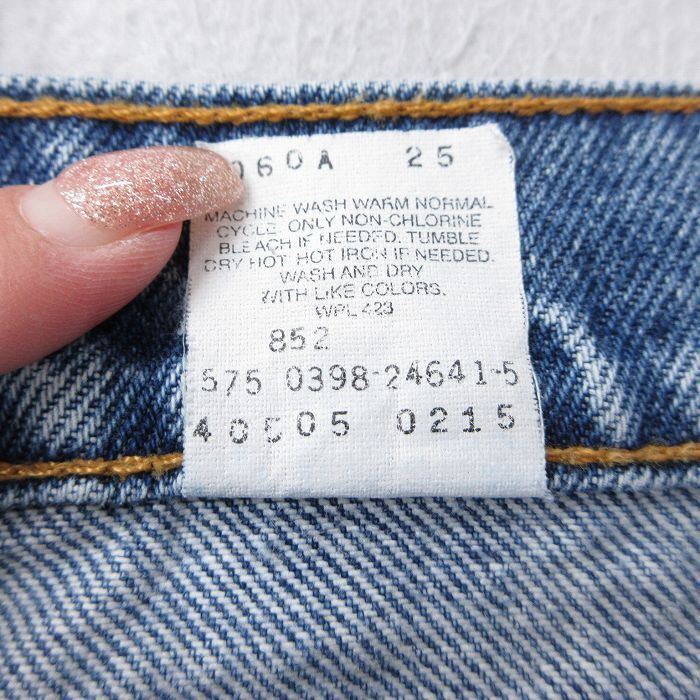 060A 25
MACHINE WASH WARM NORMAL
CYCLE. ONLY NON-CHLORINE
BLEACH IF NEEDED. TUMBLE
DRY HOT. HOT IRON IF NEEDED.
WASH AND DRY
WITH LIKE COLORS.
WPL 423
852
575 0398-24641-5
40505 0215